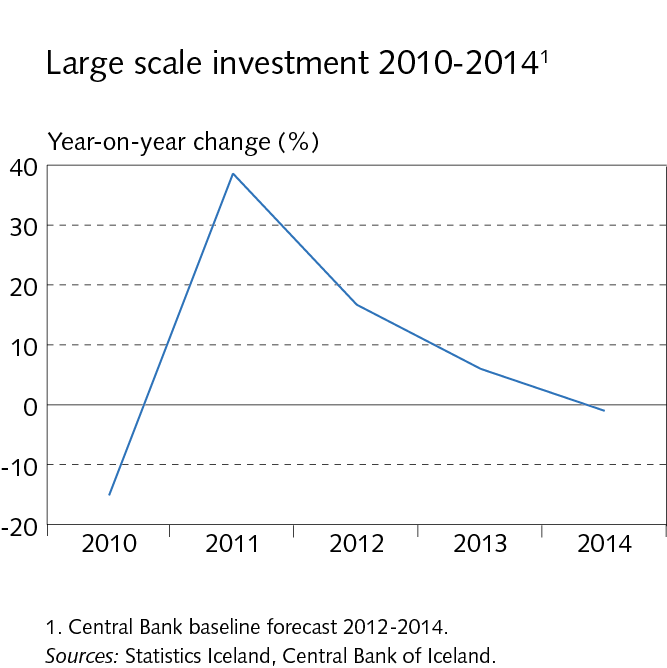 Large scale investment 2010-2014¹
Year-on-year change (%)
40
30
20
10
0
-10
-20
2010 2011 2012 2013 2014
1. Central Bank baseline forecast 2012-2014.
Sources: Statistics Iceland, Central Bank of Iceland.